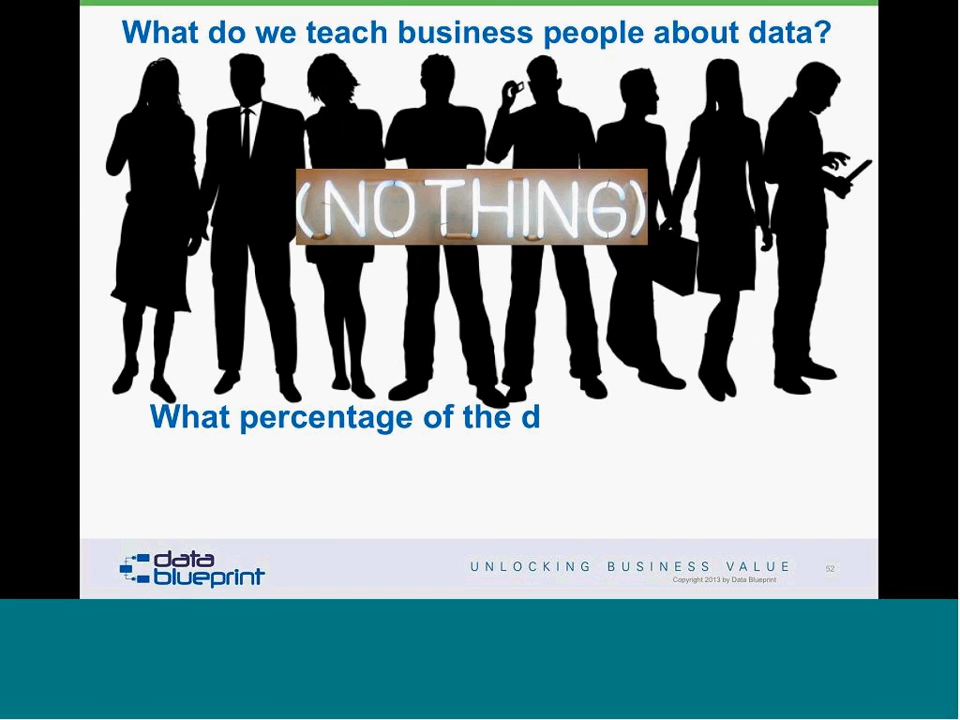 What do we teach business people about data?
(NOTHING)
What percentage of the d
data
blueprint
UNLOCKING BUSINESS VALUE
52
Copyright 2013 by Data Blueprint